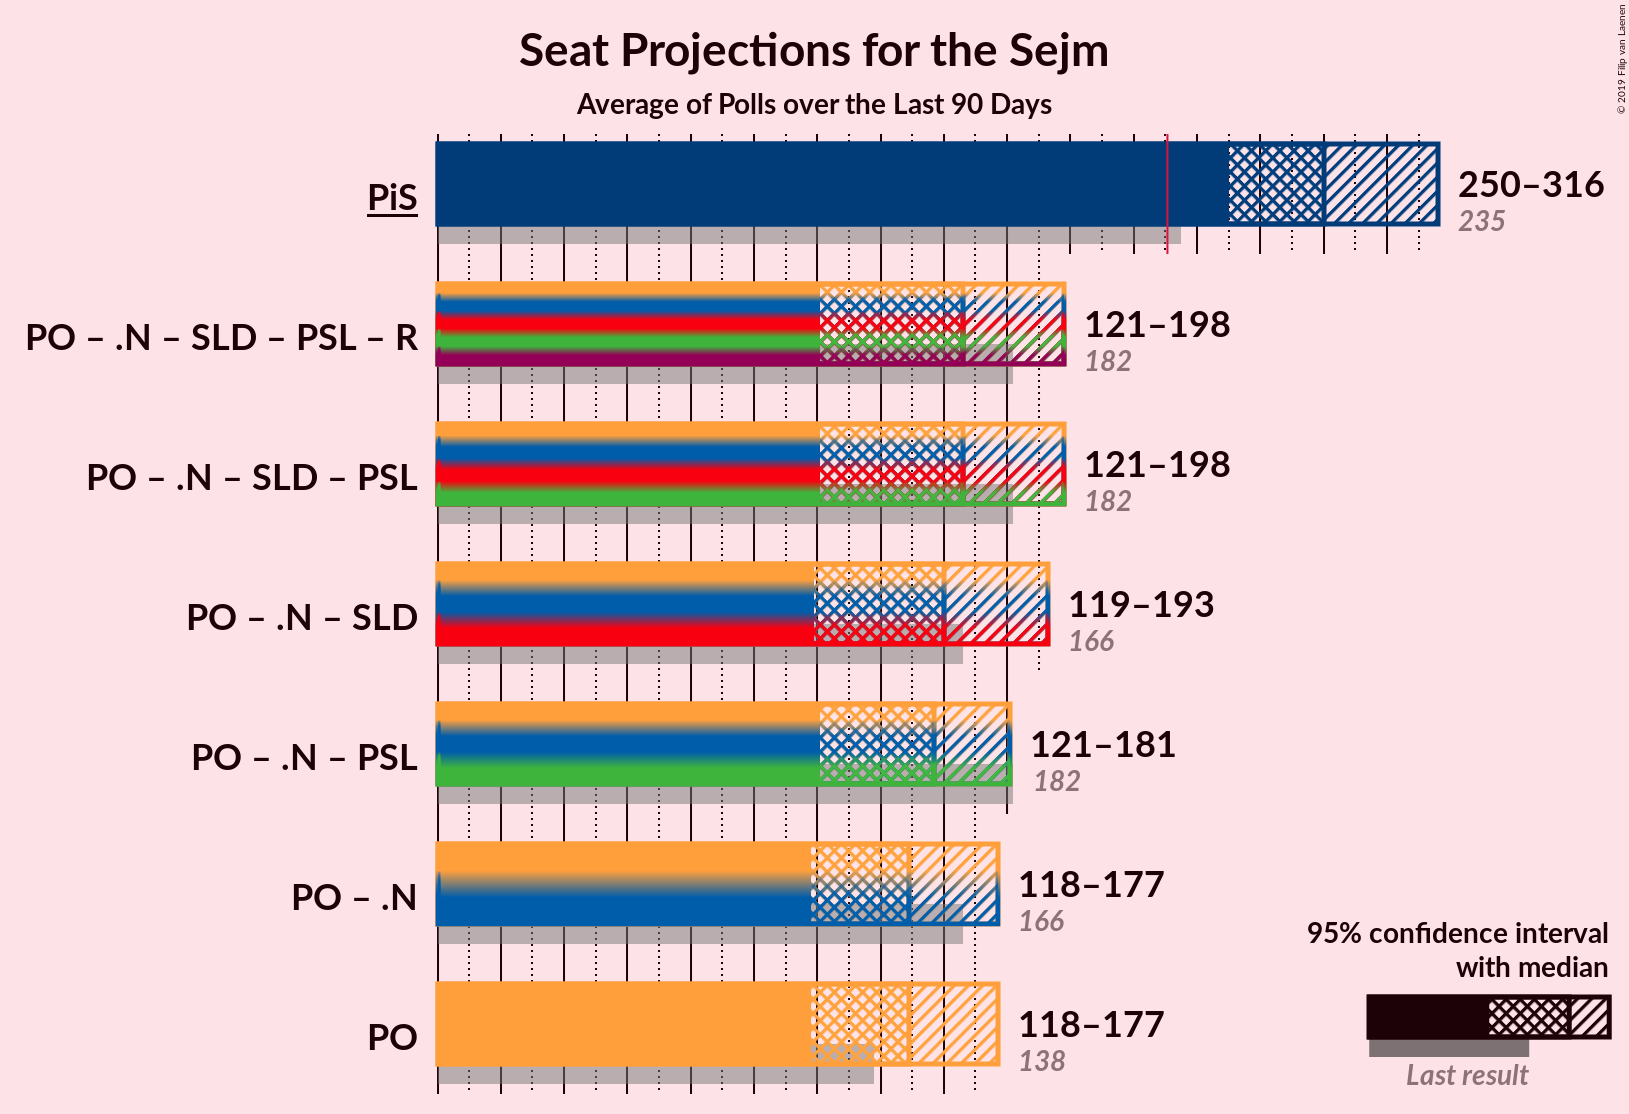 Seat Projections for the Sejm
Average of Polls over the Last 90 Days
© 2019 Filip van Laenen
PiS
250–316
235
PO – .N – SLD – PSL – R
121–198
182
PO – .N – SLD – PSL
121–198
182
PO – .N – SLD
119–193
166
PO – .N – PSL
121–181
182
PO – .N
118–177
166
PO
118–177
138
95% confidence interval
with median
Last result